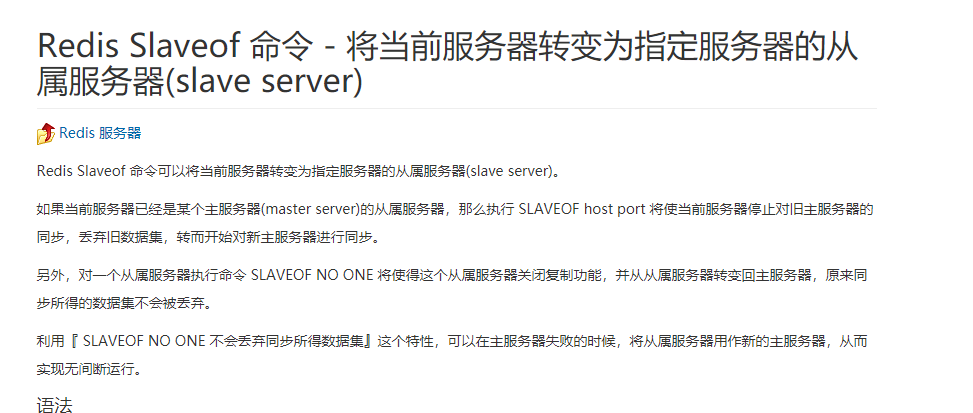 Redis Slaveof 命令 - 将当前服务器转变为指定服务器的从
属服务器(slave server)
Redis 服务器
Redis Slaveof 命令可以将当前服务器转变为指定服务器的从属服务器(slave server)。
如果当前服务器已经是某个主服务器(master server)的从属服务器，那么执行 SLAVEOF host port 将使当前服务器停止对旧主服务器的
同步，丢弃旧数据集，转而开始对新主服务器进行同步。
另外，对一个从属服务器执行命令 SLAVEOF NO ONE 将使得这个从属服务器关闭复制功能，并从从属服务器转变回主服务器，原来同
步所得的数据集不会被丢弃。
利用『 SLAVEOF NO ONE 不会丢弃同步所得数据集』这个特性，可以在主服务器失败的时候，将从属服务器用作新的主服务器，从而
实现无间断运行。
语法